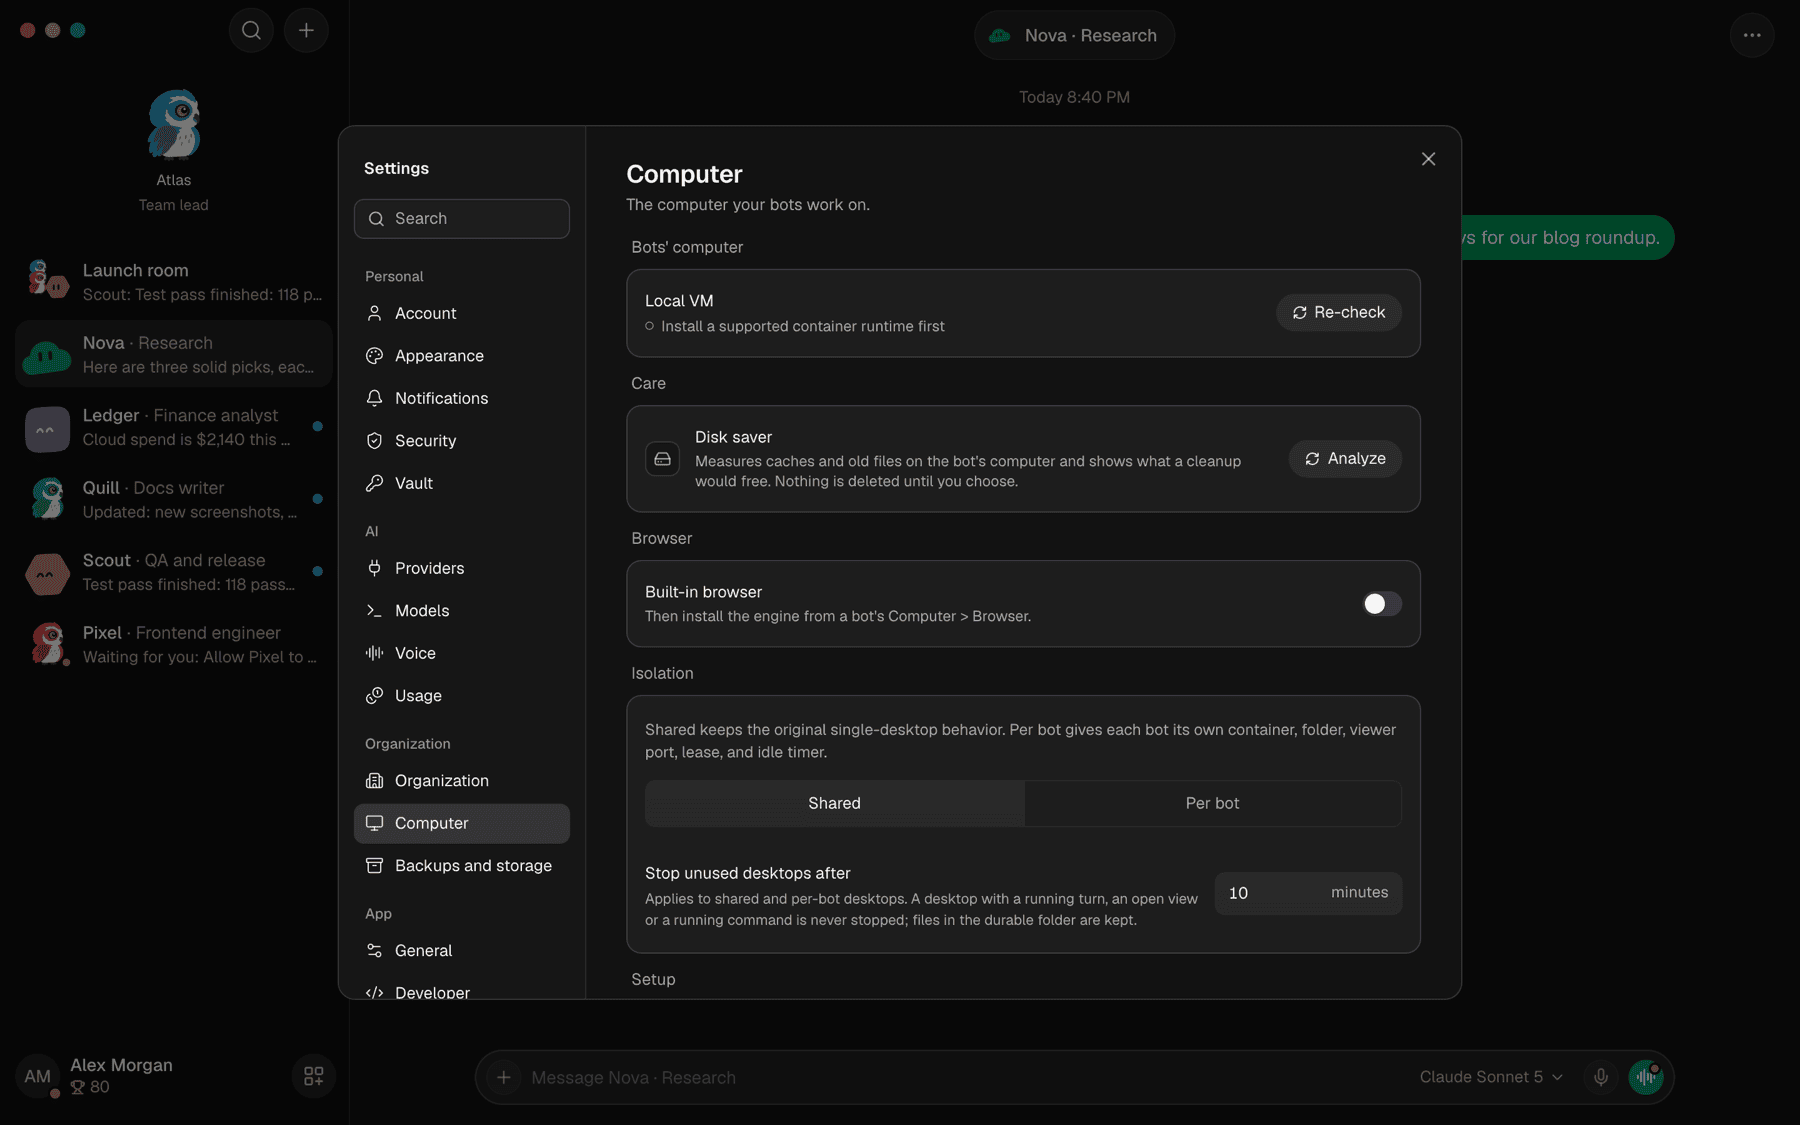 Nova · Research
Today 8:40 PM
Atlas
Team lead
Launch room
Scout: Test pass finished: 118 p...
Nova · Research
Here are three solid picks, eac...
Ledger · Finance analyst
Cloud spend is $2,140 this ...
Quill · Docs writer
Updated: new screenshots, ...
Scout · QA and release
Test pass finished: 118 pass...
Pixel · Frontend engineer
Waiting for you: Allow Pixel to ...
AM
Alex Morgan
80
Settings
Search
Personal
Account
Appearance
Notifications
Security
Vault
AI
Providers
Models
Voice
Usage
Organization
Organization
Computer
Backups and storage
App
General
Developer
Computer
The computer your bots work on.
Bots' computer
Local VM
Install a supported container runtime first
Re-check
Care
Disk saver
Measures caches and old files on the bot's computer and shows what a cleanup
would free. Nothing is deleted until you choose.
Analyze
Browser
Built-in browser
Then install the engine from a bot's Computer > Browser.
Isolation
Shared keeps the original single-desktop behavior. Per bot gives each bot its own container, folder, viewer
port, lease, and idle timer.
Shared
Per bot
Stop unused desktops after
Applies to shared and per-bot desktops. A desktop with a running turn, an open view
or a running command is never stopped; files in the durable folder are kept.
10 minutes
Setup
for our blog roundup.
Message Nova · Research
Claude Sonnet 5